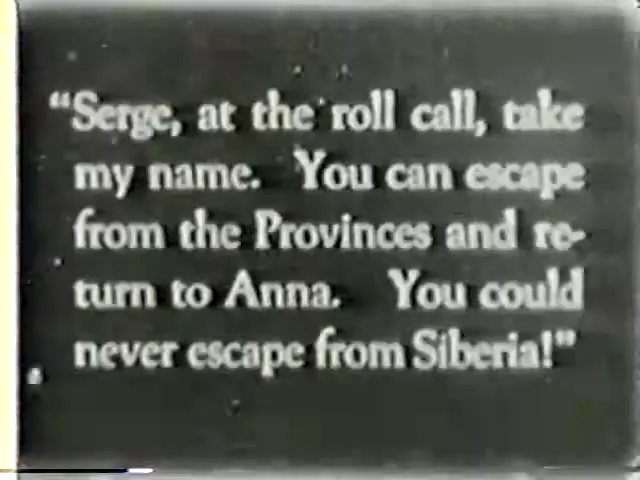 “Serge, at the roll call, take
my name. You can escape
from the Provinces and re-
turn to Anna. You could
never escape from Siberia!”